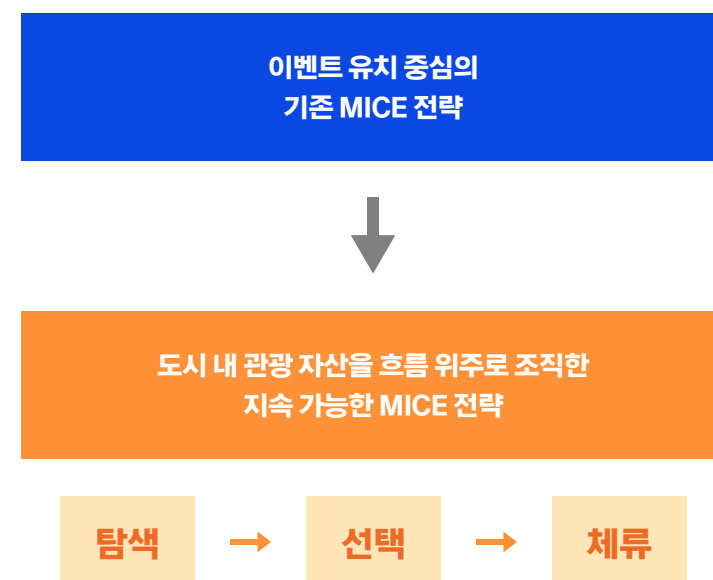 이벤트 유치 중심의
기존 MICE 전략
도시 내 관광 자산을 흐름 위주로 조직한
지속 가능한 MICE 전략
탐색
선택
체류